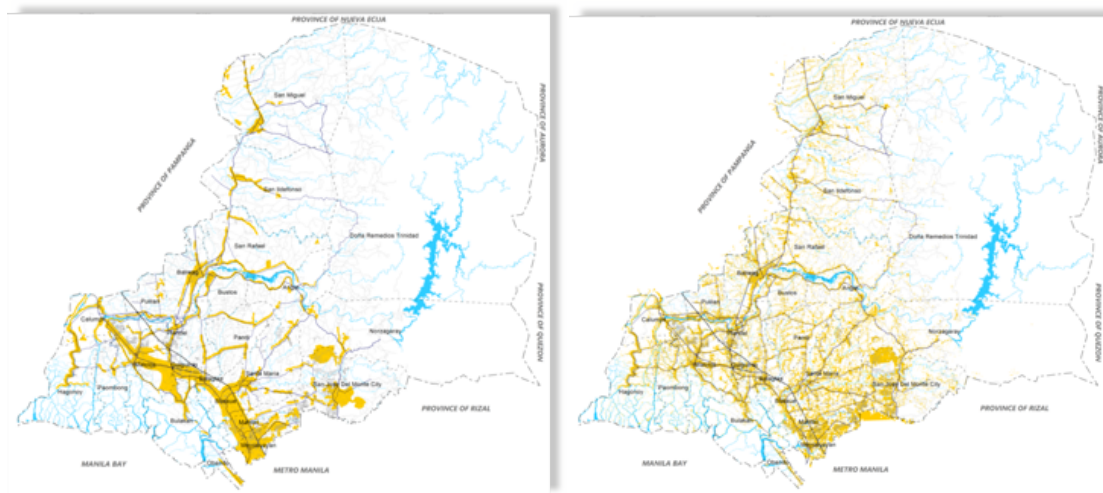 PROVINCE OF NUEVA ECIJA
San Miguel
PROVINCE OF AURORA
PROVINCE OF PAMPANGA
San Ildefonso
Doña Remedios Trinidad
San Rafael
Baliwag
Bustos
Angat
Pulilan
Calumpit
PROVINCE OF QUEZON
Norzagaray
Plaridel
Pandi
Malolos
Guiguinto
Balagtas
Santa Maria
Hagonoy
Paombong
San Jose Del Monte City
Bocaue
Bulakan
Marilao
PROVINCE OF RIZAL
Meycauayan
Obando
MANILA BAY
METRO MANILA
PROVINCE OF NUEVA ECIJA
San Miguel
PROVINCE OF AURORA
PROVINCE OF PAMPANGA
San Ildefonso
Doña Remedios Trinidad
San Rafael
Baliwag
Bustos
Angat
Pulilan
Calumpit
PROVINCE OF QUEZON
Norzagaray
Plaridel
Pandi
Santa Maria
Hagonoy
Paombong
San Jose Del Monte City
Bocaue
Bulakan
Marilao
PROVINCE OF RIZAL
Meycauayan
Obando
MANILA BAY
METRO MANILA